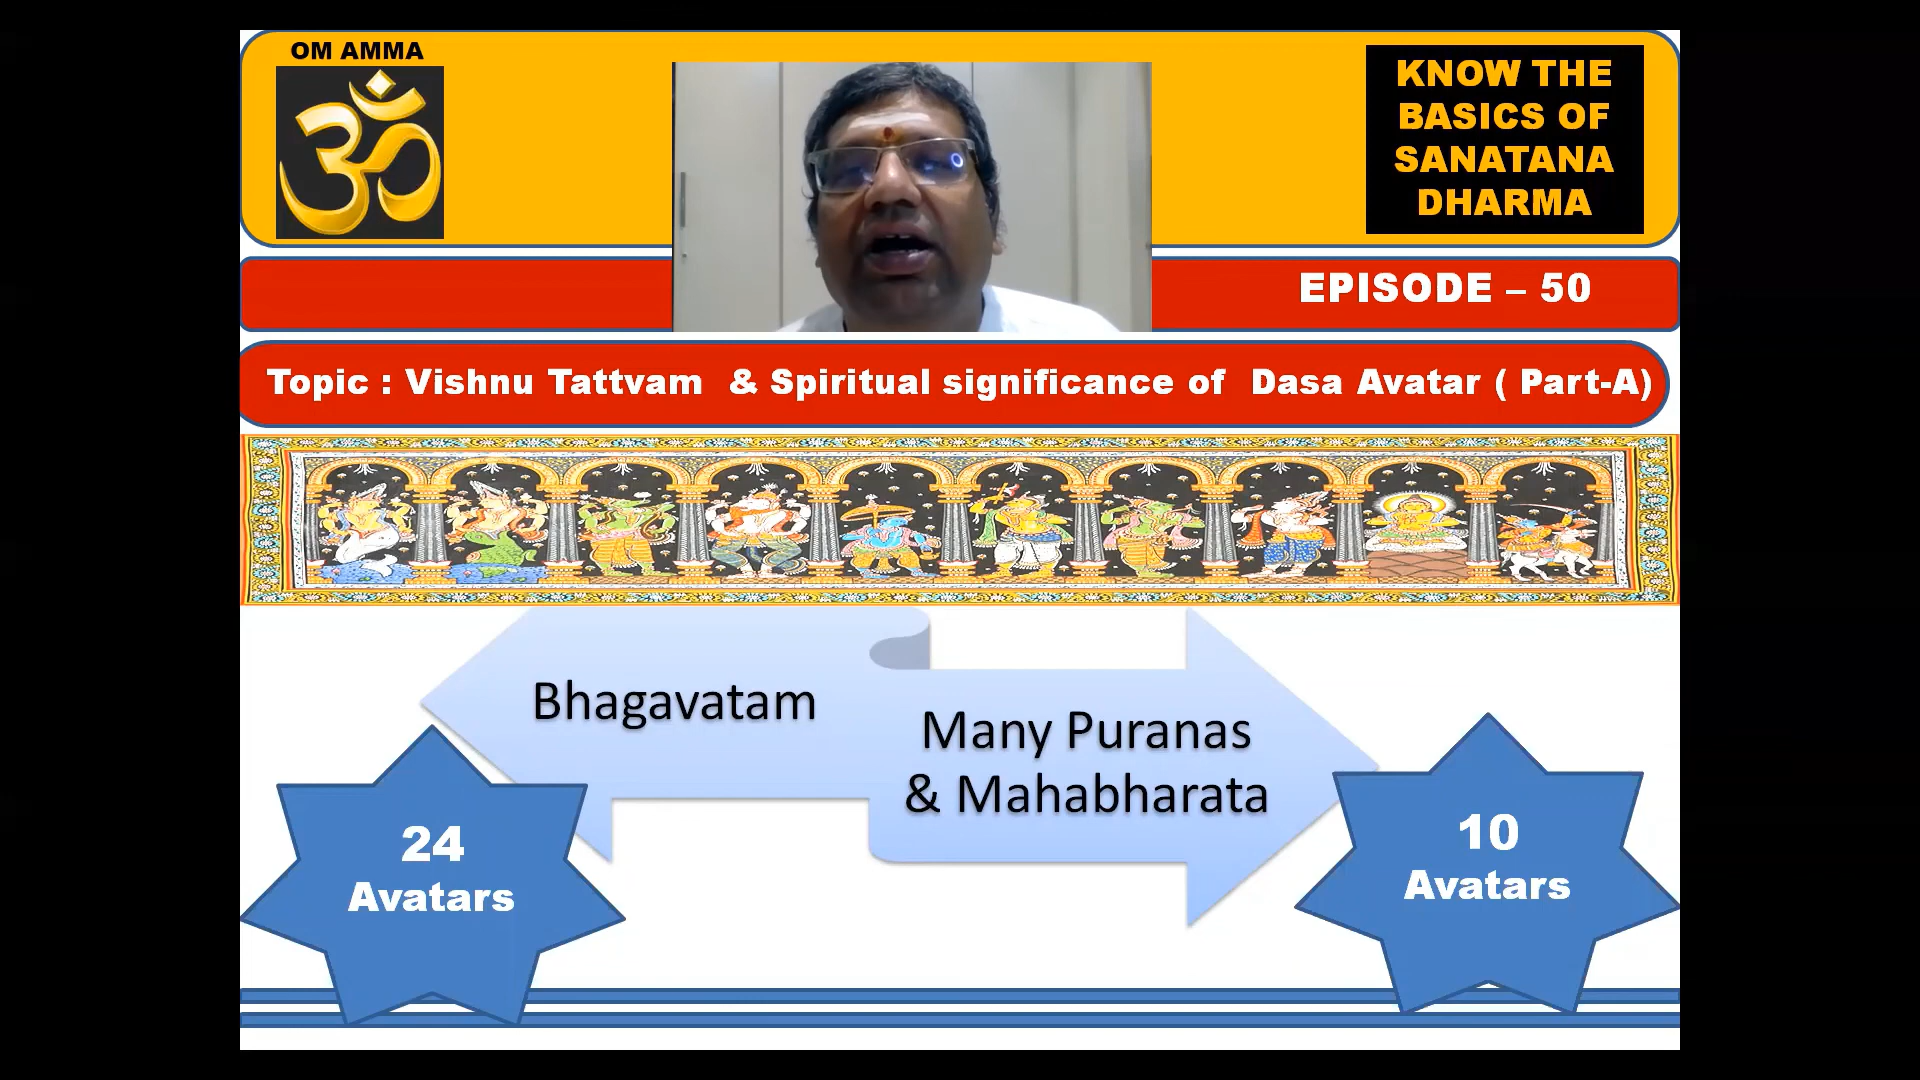 OM AMMA
KNOW THE
BASICS OF
SANATANA
DHARMA
EPISODE – 50
Topic : Vishnu Tattvam & Spiritual significance of Dasa Avatar ( Part-A)
Bhagavatam
Many Puranas
& Mahabharata
24
Avatars
10
Avatars